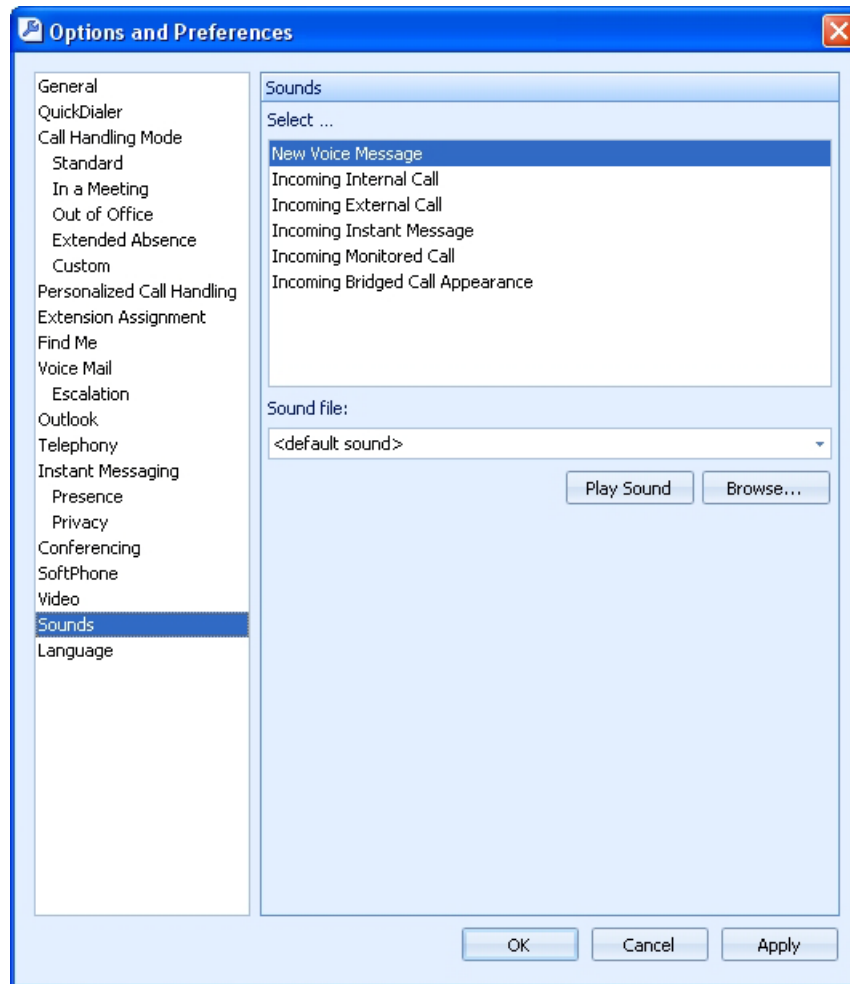 Options and Preferences
General
QuickDialer
Call Handling Mode
Standard
In a Meeting
Out of Office
Extended Absence
Custom
Personalized Call Handling
Extension Assignment
Find Me
Voice Mail
Escalation
Outlook
Telephony
Instant Messaging
Presence
Privacy
Conferencing
SoftPhone
Video
Sounds
Language
Sounds
Select ...
New Voice Message
Incoming Internal Call
Incoming External Call
Incoming Instant Message
Incoming Monitored Call
Incoming Bridged Call Appearance
Sound file:
<default sound>
Play Sound Browse...
OK Cancel Apply